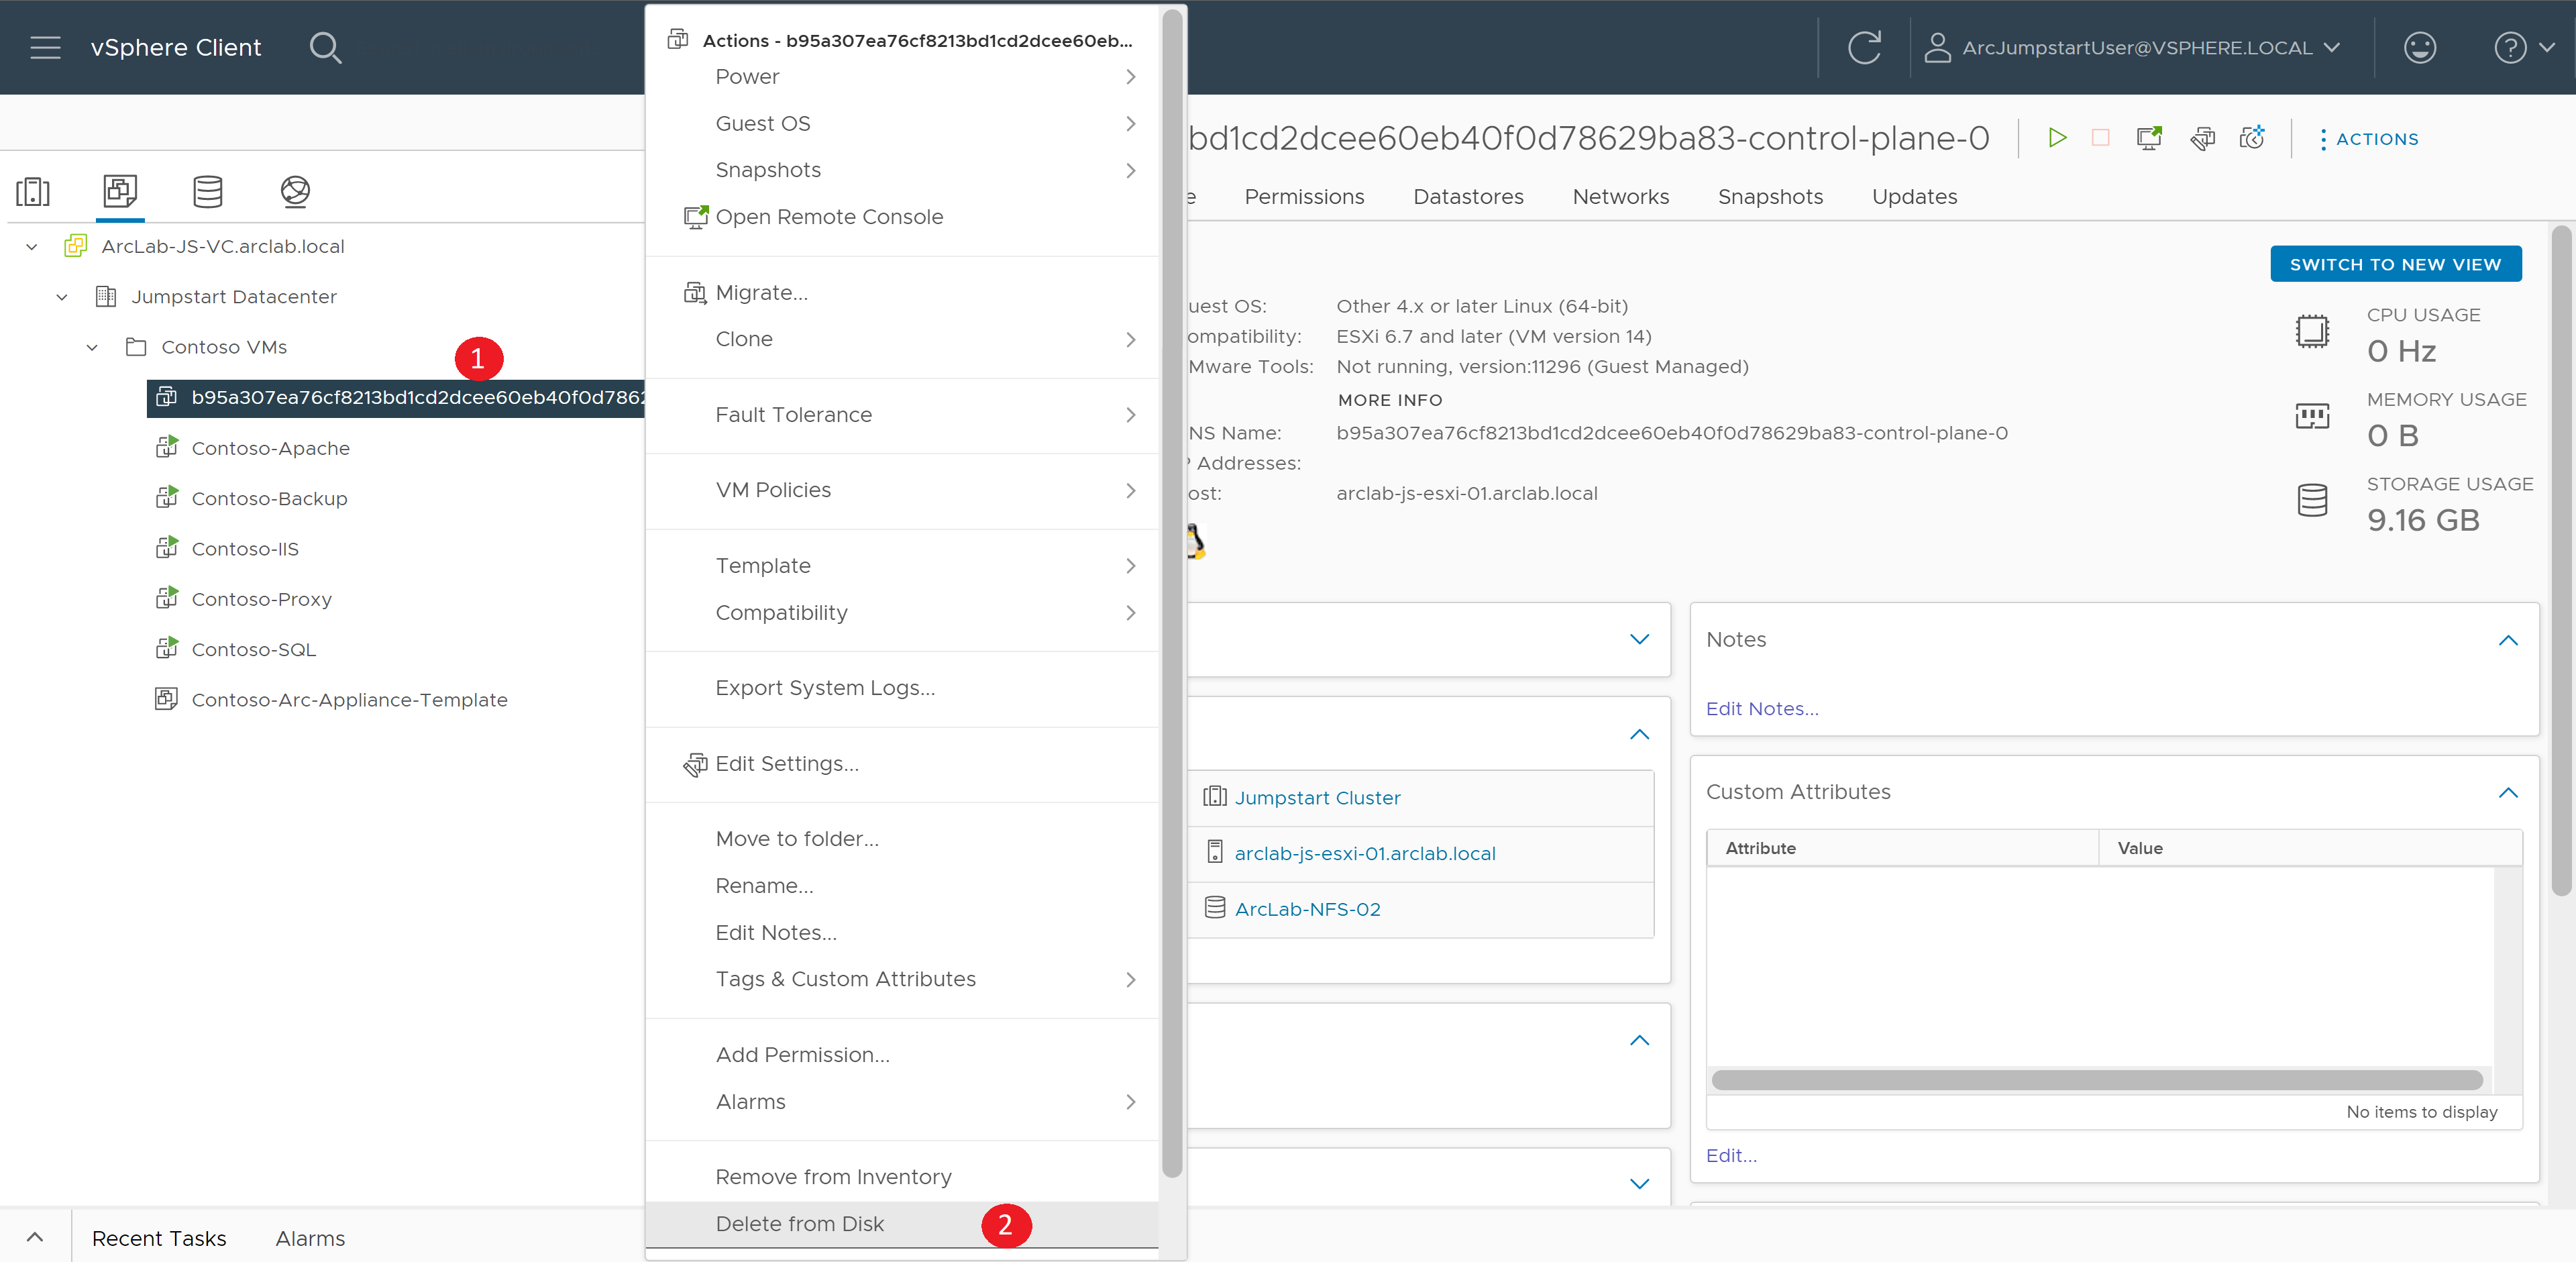 vSphere Client
ArcJumpstartUser@VSPHERE.LOCAL
ArcLab-JS-VC.arclab.local
Jumpstart Datacenter
Contoso VMs
1
b95a307ea76cf8213bd1cd2dcee60eb40f0d7862
Contoso-Apache
Contoso-Backup
Contoso-IIS
Contoso-Proxy
Contoso-SQL
Contoso-Arc-Appliance-Template
Actions - b95a307ea76cf8213bd1cd2dcee60eb...
Power
Guest OS
Snapshots
Open Remote Console
Migrate...
Clone
Fault Tolerance
VM Policies
Template
Compatibility
Export System Logs...
Edit Settings...
Move to folder...
Rename...
Edit Notes...
Tags & Custom Attributes
Add Permission...
Alarms
Remove from Inventory
Delete from Disk
2
bd1cd2dcee60eb40f0d78629ba83-control-plane-0
ACTIONS
e Permissions Datastores Networks Snapshots Updates
SWITCH TO NEW VIEW
uest OS: Other 4.x or later Linux (64-bit)
ompatibility: ESXi 6.7 and later (VM version 14)
Mware Tools: Not running, version:11296 (Guest Managed)
MORE INFO
NS Name: b95a307ea76cf8213bd1cd2dcee60eb40f0d78629ba83-control-plane-0
P Addresses:
ost: arclab-js-esxi-01.arclab.local
CPU USAGE
0 Hz
MEMORY USAGE
0 B
STORAGE USAGE
9.16 GB
Jumpstart Cluster
arclab-js-esxi-01.arclab.local
ArcLab-NFS-02
Notes
Edit Notes...
Custom Attributes
Attribute Value
No items to display
Edit...
Recent Tasks Alarms